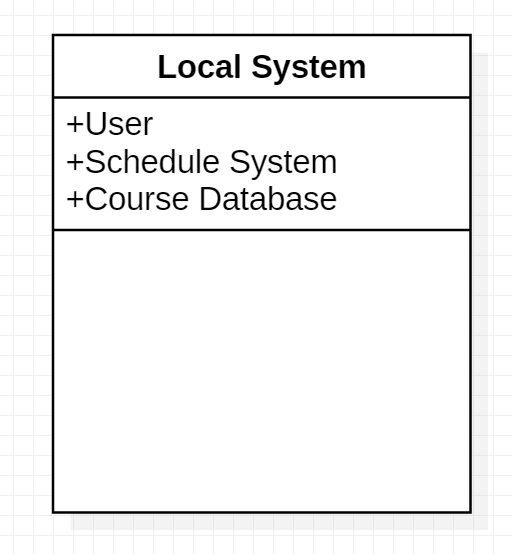 Local System
+User
+Schedule System
+Course Database